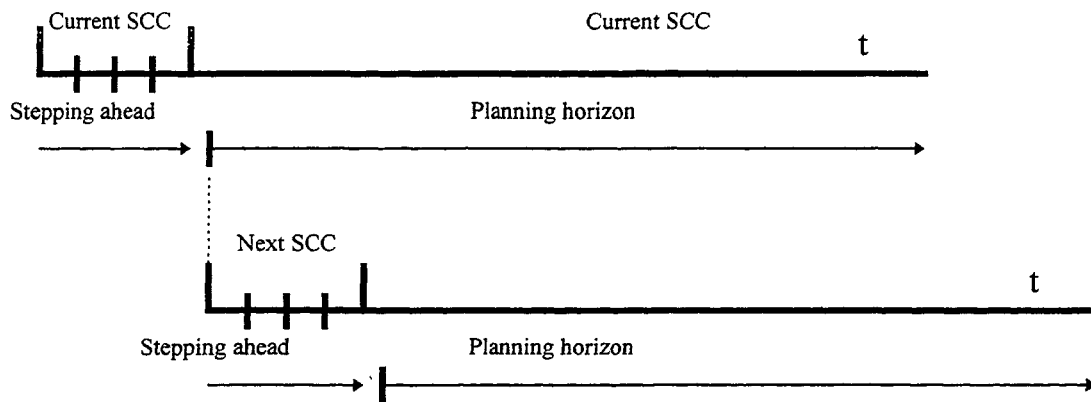 Current SCC Current SCC
t
Stepping ahead Planning horizon
Next SCC
t
Stepping ahead Planning horizon